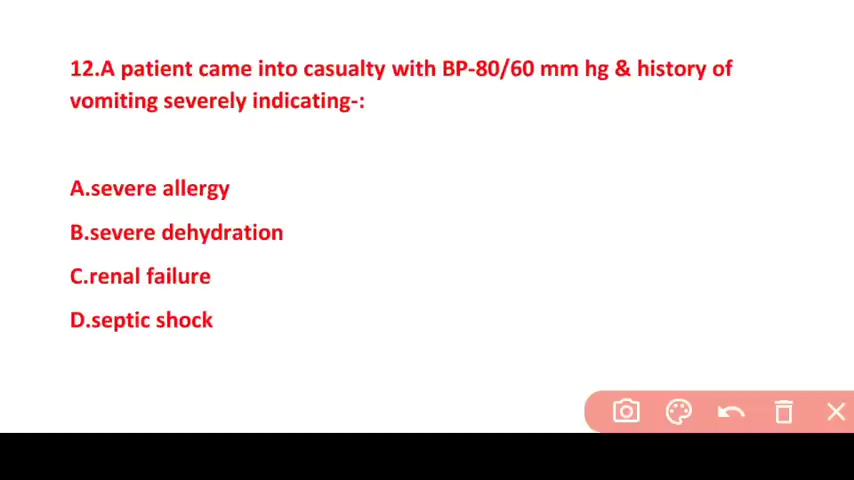 12.A patient came into casualty with BP-80/60 mm hg & history of
vomiting severely indicating-:
A.severe allergy
B.severe dehydration
C.renal failure
D.septic shock